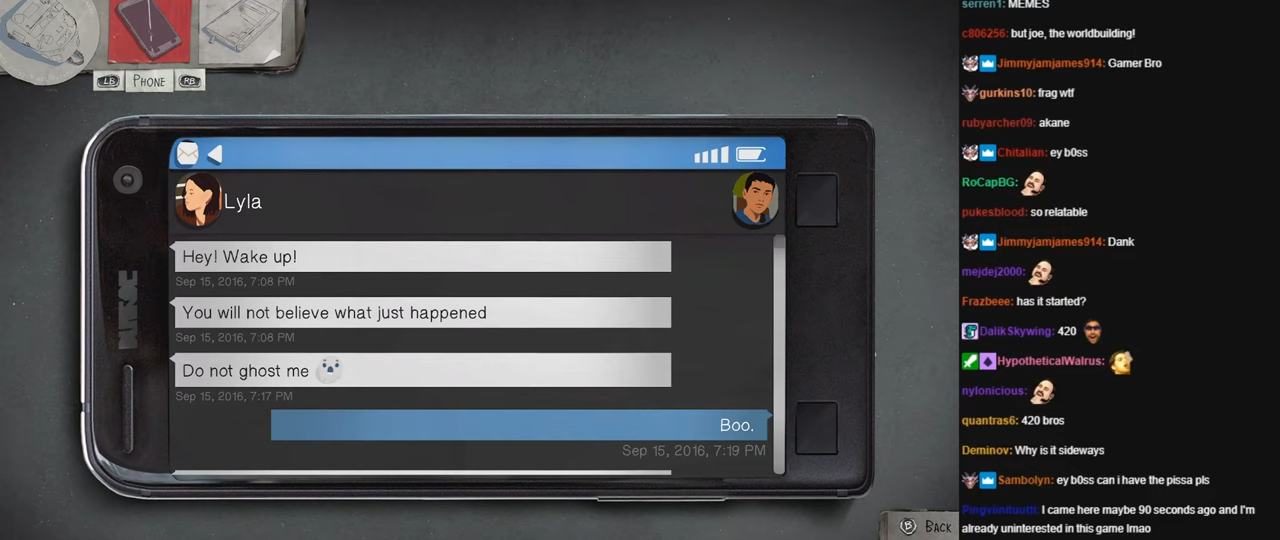 LB PHONE RB
Lyla
Hey! Wake up!
Sep 15, 2016, 7:08 PM
You will not believe what just happened
Sep 15, 2016, 7:08 PM
Do not ghost me
Sep 15, 2016, 7:17 PM
Boo.
Sep 15, 2016, 7:19 PM
B BACK
serren1: MEMES
c806256: but joe, the worldbuilding!
Jimmyjamjames914: Gamer Bro
gurkins10: frag wtf
rubyarcher09: akane
Chitalian: ey b0ss
RoCapBG:
pukesblood: so relatable
Jimmyjamjames914: Dank
mejdej2000:
Frazbeee: has it started?
DalikSkywing: 420
HypotheticalWalrus:
nylonicious:
quantras6: 420 bros
Deminov: Why is it sideways
Sambolyn: ey b0ss can i have the pissa pls
Pingviinituutti: I came here maybe 90 seconds ago and I'm
already uninterested in this game lmao